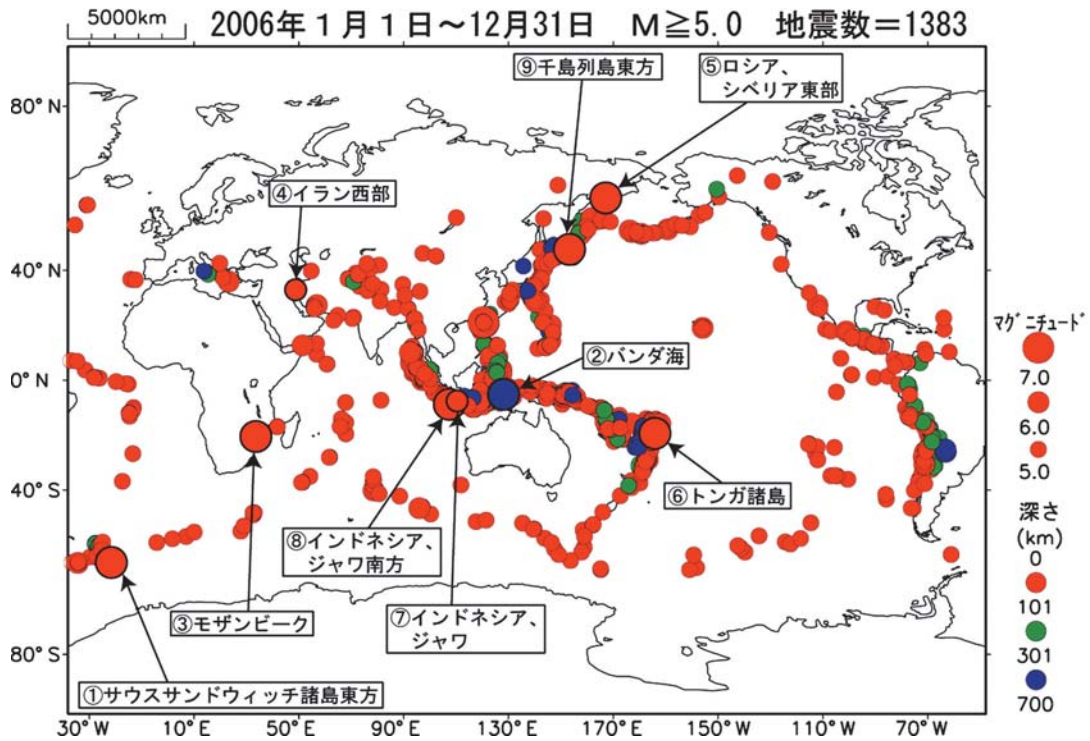 5000km
2006年1月1日～12月31日　M≧5.0　地震数＝1383
⑨千島列島東方
⑤ロシア、
シベリア東部
80°N
④イラン西部
40°N
②バンダ海
0°N
マグニチュード
7.0
6.0
5.0
40°S
⑥トンガ諸島
⑧インドネシア、
ジャワ南方
深さ
(km)
0
101
301
700
③モザンビーク
⑦インドネシア、
ジャワ
80°S
①サウスサンドウィッチ諸島東方
30°W 10°E 50°E 90°E 130°E 170°E 150°W 110°W 70°W